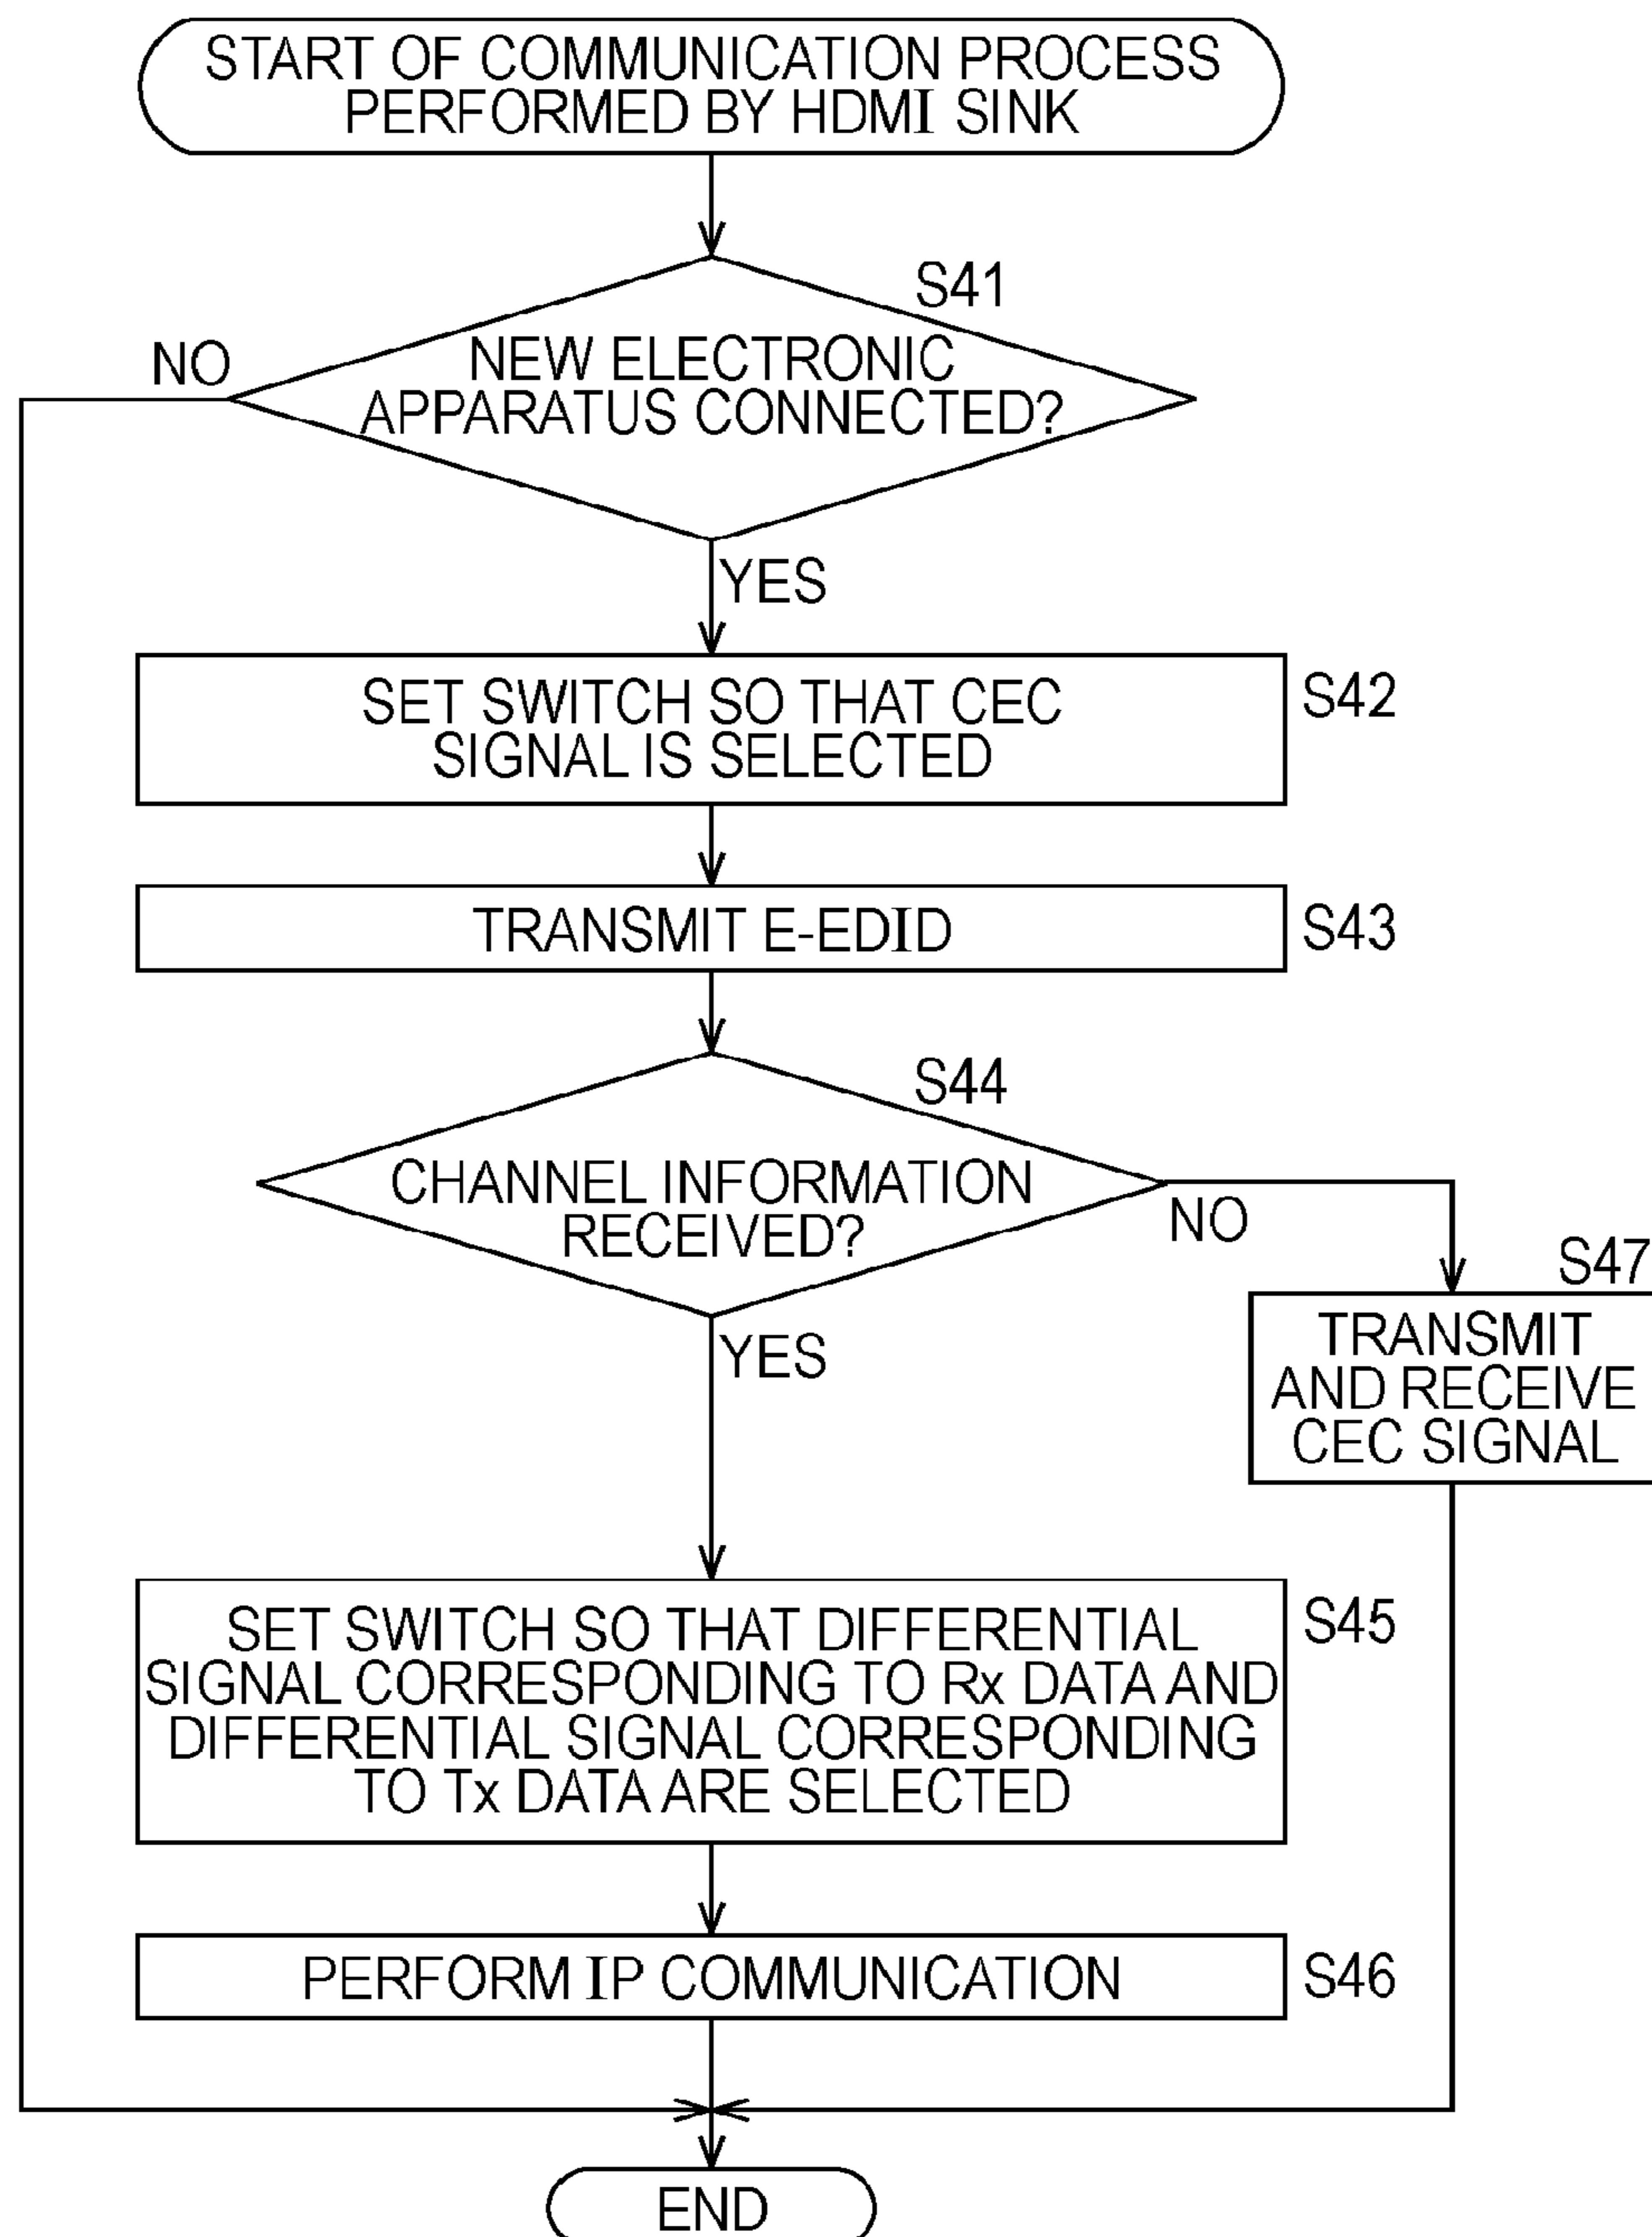 START OF COMMUNICATION PROCESS
PERFORMED BY HDMI SINK
S41
NO
NEW ELECTRONIC
APPARATUS CONNECTED?
YES
SET SWITCH SO THAT CEC
SIGNAL IS SELECTED
S42
TRANSMIT E-EDID
S43
S44
CHANNEL INFORMATION
RECEIVED?
NO
YES
S47
TRANSMIT
AND RECEIVE
CEC SIGNAL
SET SWITCH SO THAT DIFFERENTIAL
SIGNAL CORRESPONDING TO Rx DATA AND
DIFFERENTIAL SIGNAL CORRESPONDING
TO Tx DATA ARE SELECTED
S45
PERFORM IP COMMUNICATION
S46
END